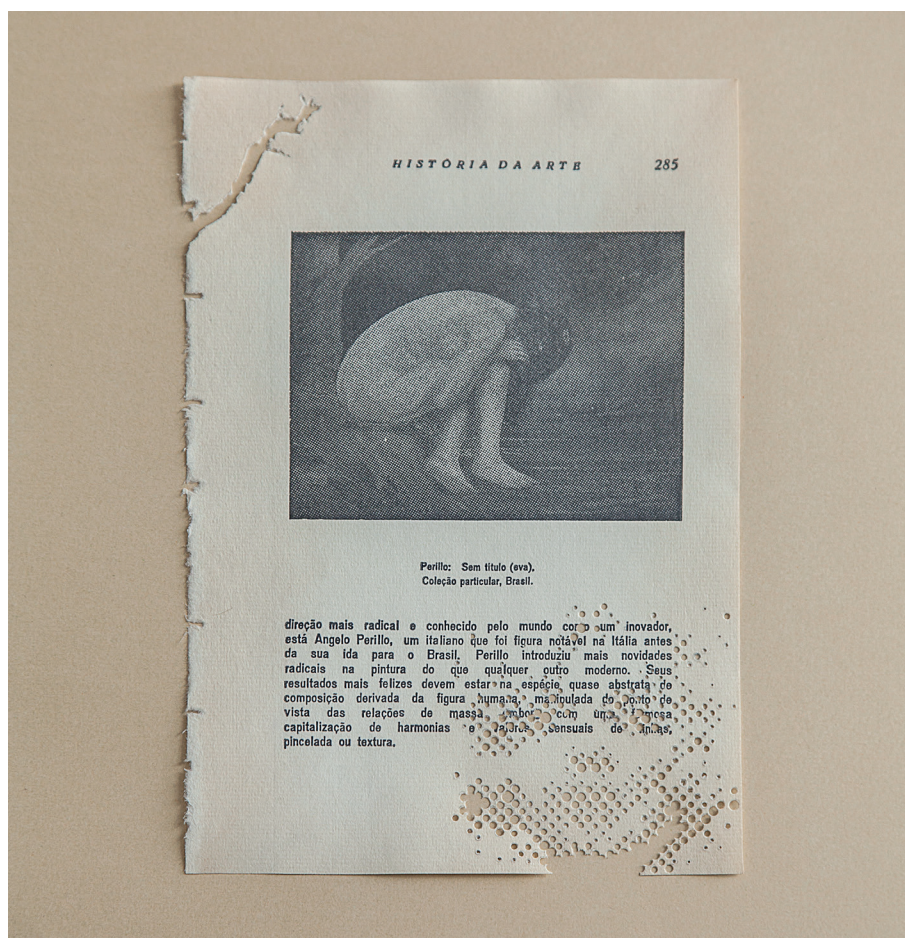 HISTÓRIA DA ARTE 285
Perillo: Sem título (eva).
Coleção particular, Brasil.
direção mais radical e conhecido pelo mundo como um inovador,
está Angelo Perillo, um italiano que foi figura notável na Itália antes
da sua ida para o Brasil. Perillo introduziu mais novidades
radicais na pintura do que qualquer outro moderno. Seus
resultados mais felizes devem estar na espécie quase abstrata de
composição derivada da figura humana, manipulada do ponto de
vista das relações de massa, com uma
capitalização de harmonias e valores sensuais de linhas,
pincelada ou textura.